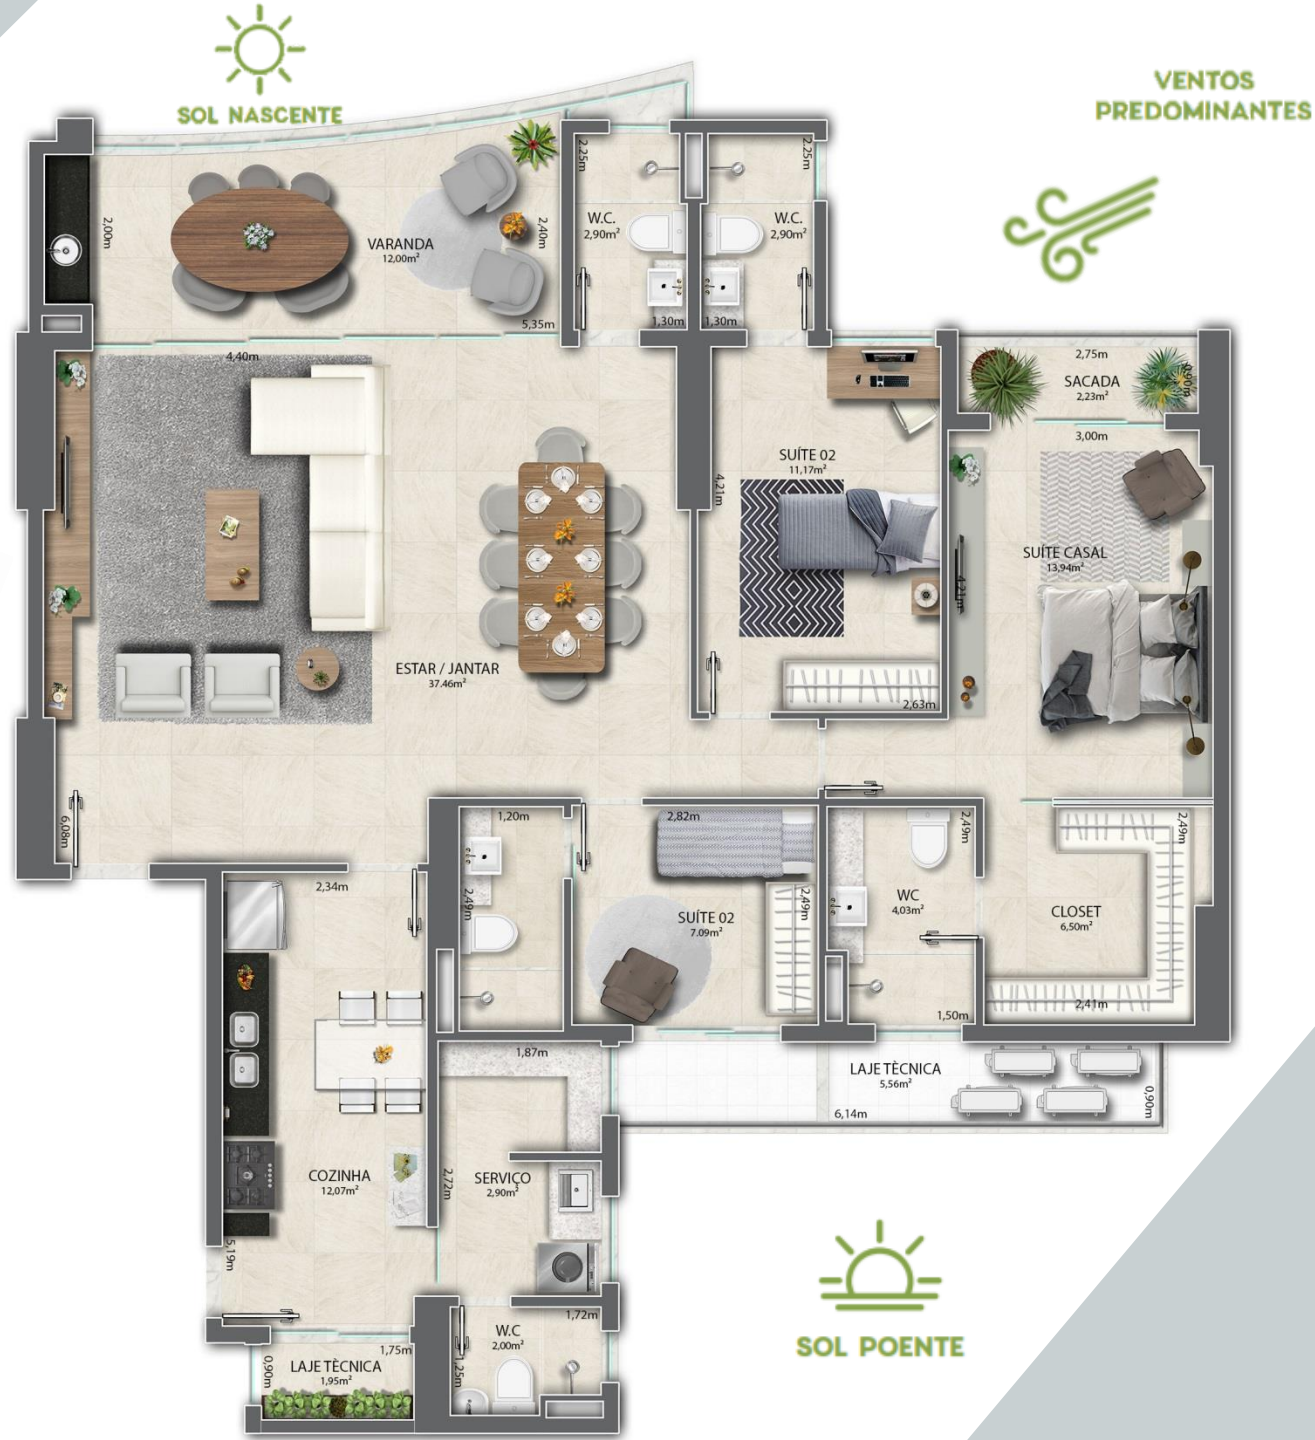 SOL NASCENTE
VENTOS
PREDOMINANTES
2,25m
2,25m
2,00m
VARANDA
12,00m²
2,40m
W.C.
2,90m²
W.C.
2,90m²
5,35m
1,30m
1,30m
4,40m
2,75m
SACADA
2,23m²
0,90m
3,00m
SUÍTE 02
11,17m²
4,21m
SUÍTE CASAL
13,94m²
4,21m
ESTAR / JANTAR
37.46m²
2,63m
6,08m
1,20m
2,82m
2,49m
2,49m
2,34m
2,49m
2,49m
WC
4,03m²
CLOSET
6,50m²
SUÍTE 02
7.09m²
2,41m
1,50m
1,87m
LAJE TÈCNICA
5,56m²
6,14m
0,90m
COZINHA
12,07m²
2,72m
SERVIÇO
2,90m²
5,19m
1,72m
W.C
2,00m²
1,75m
LAJE TÈCNICA
1,95m²
0,90m
1,25m
SOL POENTE